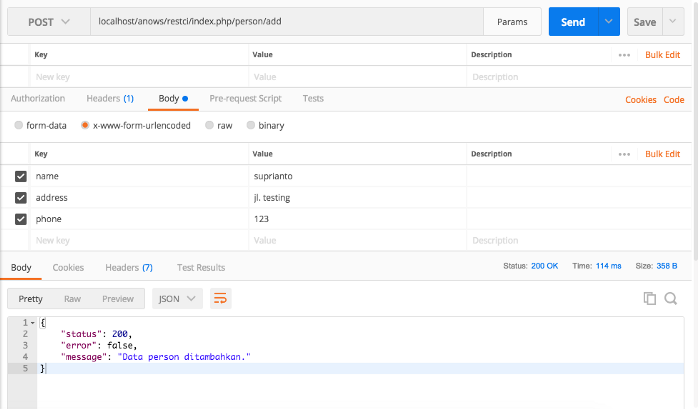 POST localhost/anows/restci/index.php/person/add Params Send Save
Key Value Description ••• Bulk Edit
New key Value Description
Authorization Headers (1) Body Pre-request Script Tests Cookies Code
form-data x-www-form-urlencoded raw binary
Key Value Description ••• Bulk Edit
name suprianto
address jl. testing
phone 123
New key Value Description
Body Cookies Headers (7) Test Results Status: 200 OK Time: 114 ms Size: 358 B
Pretty Raw Preview JSON
1 {
2 "status": 200,
3 "error": false,
4 "message": "Data person ditambahkan."
5 }